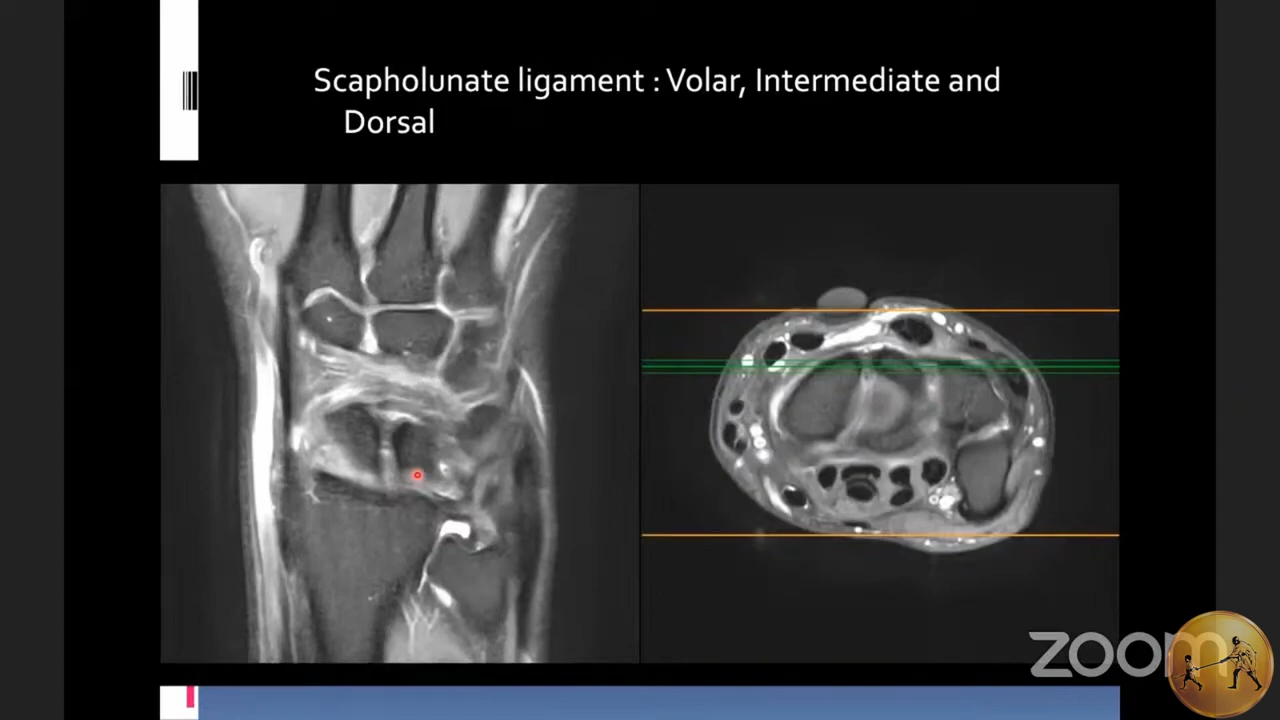 Scapholunate ligament : Volar, Intermediate and
Dorsal
zoom